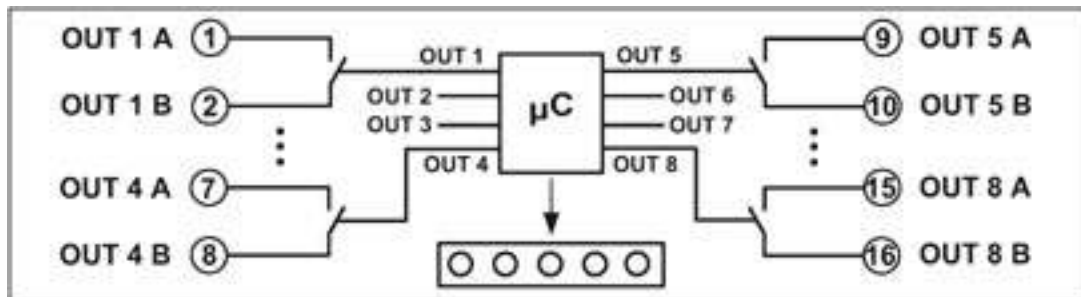 OUT 1 A 1 OUT 1 OUT 5 9 OUT 5 A
OUT 2 OUT 6
OUT 1 B 2 µC 10 OUT 5 B
OUT 3 OUT 7
OUT 4 OUT 8
OUT 4 A 7 15 OUT 8 A
OUT 4 B 8 16 OUT 8 B